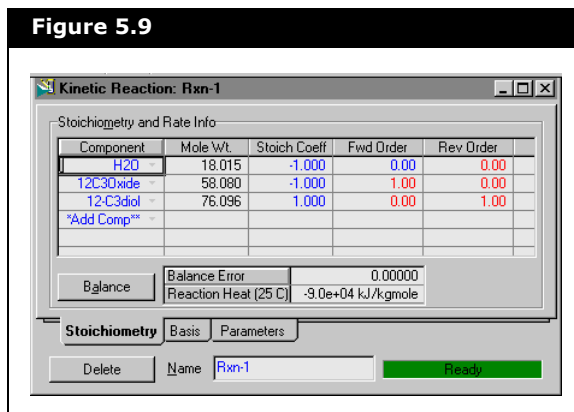 Figure 5.9
Kinetic Reaction: Rxn-1
Stoichiometry and Rate Info
Component Mole Wt. Stoich Coeff Fwd Order Rev Order
H2O 18.015 -1.000 0.00 0.00
12C3Oxide 58.080 -1.000 1.00 0.00
12-C3diol 76.096 1.000 0.00 1.00
*Add Comp**
Balance
Balance Error 0.00000
Reaction Heat (25 C) -9.0e+04 kJ/kgmole
Stoichiometry Basis Parameters
Delete Name Rxn-1 Ready